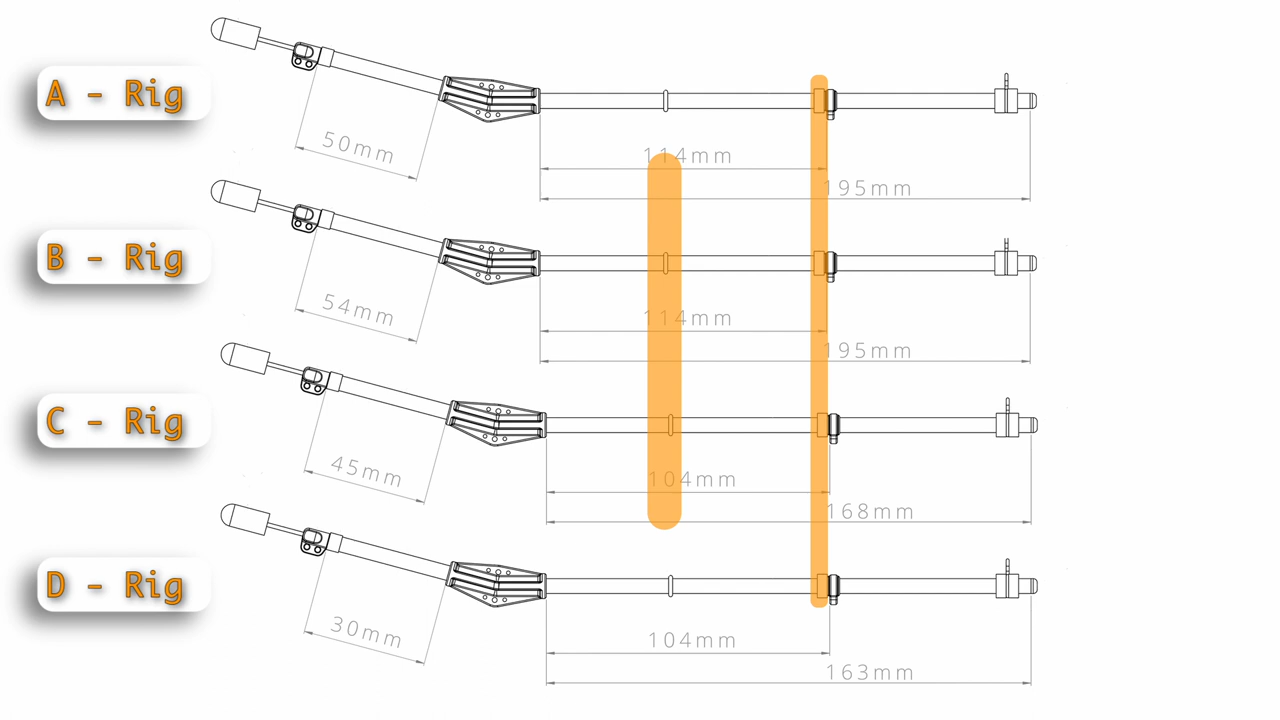 A - Rig
50mm
114mm
195mm
B - Rig
54mm
114mm
195mm
C - Rig
45mm
104mm
168mm
D - Rig
30mm
104mm
163mm